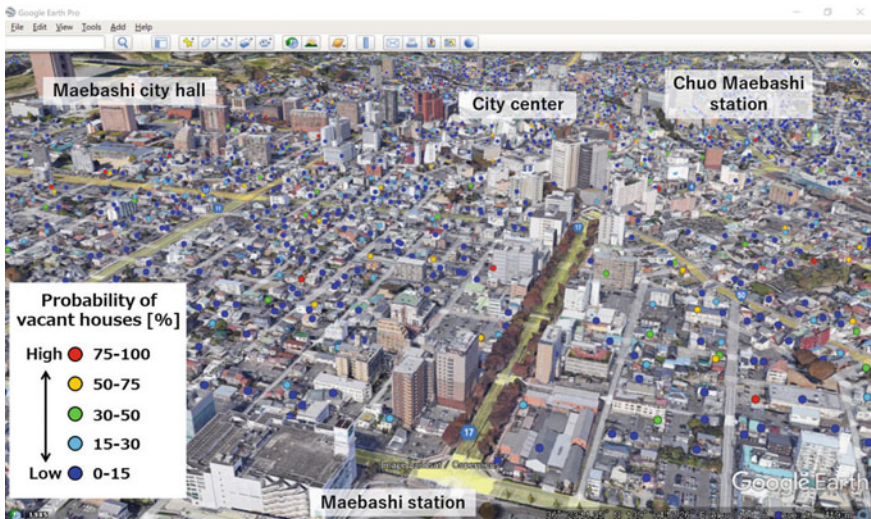 Google Earth Pro
File Edit View Tools Add Help
Maebashi city hall
City center
Chuo Maebashi
station
17
17
Probability of
vacant houses [%]
High 75-100
50-75
30-50
15-30
Low 0-15
17
Google Earth
Maebashi station